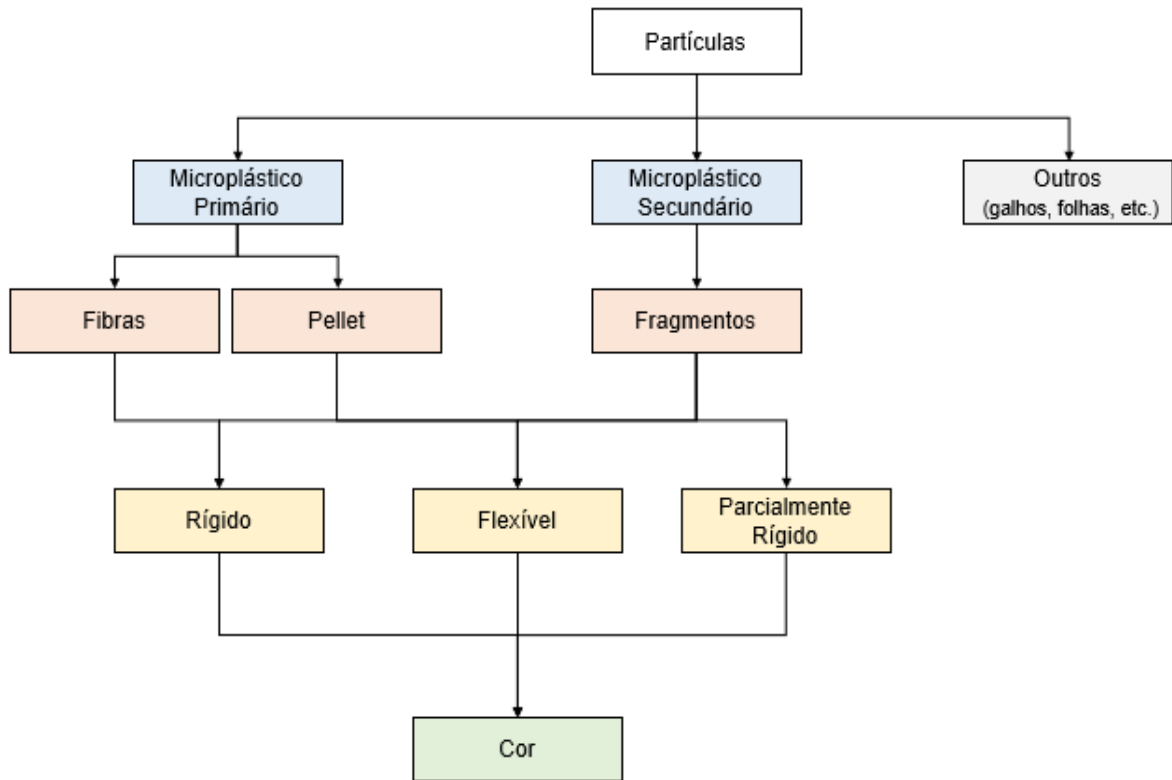 Partículas
Microplástico
Primário
Microplástico
Secundário
Outros
(galhos, folhas, etc.)
Fibras
Pellet
Fragmentos
Rígido
Flexível
Parcialmente
Rígido
Cor